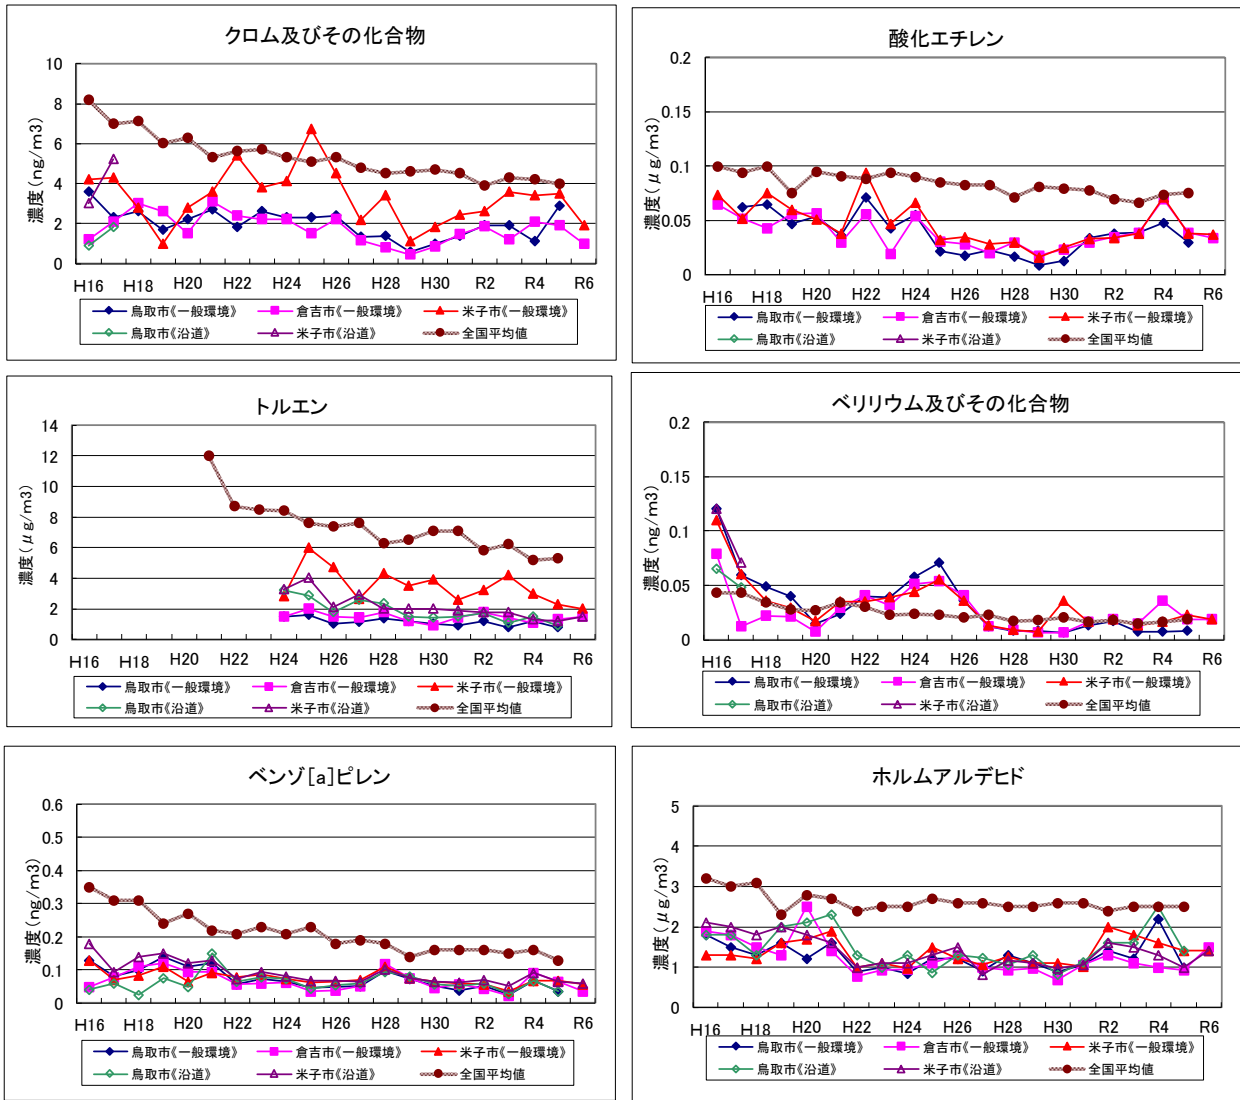 クロム及びその化合物
濃度(ng/m3)
10
8
6
4
2
0
H16 H18 H20 H22 H24 H26 H28 H30 R2 R4 R6
鳥取市《一般環境》 倉吉市《一般環境》 米子市《一般環境》
鳥取市《沿道》 米子市《沿道》 全国平均値
酸化エチレン
濃度(μg/m3)
0.2
0.15
0.1
0.05
0
H16 H18 H20 H22 H24 H26 H28 H30 R2 R4 R6
鳥取市《一般環境》 倉吉市《一般環境》 米子市《一般環境》
鳥取市《沿道》 米子市《沿道》 全国平均値
トルエン
濃度(μg/m3)
14
12
10
8
6
4
2
0
H16 H18 H20 H22 H24 H26 H28 H30 R2 R4 R6
鳥取市《一般環境》 倉吉市《一般環境》 米子市《一般環境》
鳥取市《沿道》 米子市《沿道》 全国平均値
ベリリウム及びその化合物
濃度(ng/m3)
0.2
0.15
0.1
0.05
0
H16 H18 H20 H22 H24 H26 H28 H30 R2 R4 R6
鳥取市《一般環境》 倉吉市《一般環境》 米子市《一般環境》
鳥取市《沿道》 米子市《沿道》 全国平均値
ベンゾ[a]ピレン
濃度(ng/m3)
0.6
0.5
0.4
0.3
0.2
0.1
0
H16 H18 H20 H22 H24 H26 H28 H30 R2 R4 R6
鳥取市《一般環境》 倉吉市《一般環境》 米子市《一般環境》
鳥取市《沿道》 米子市《沿道》 全国平均値
ホルムアルデヒド
濃度(μg/m3)
5
4
3
2
1
0
H16 H18 H20 H22 H24 H26 H28 H30 R2 R4 R6
鳥取市《一般環境》 倉吉市《一般環境》 米子市《一般環境》
鳥取市《沿道》 米子市《沿道》 全国平均値